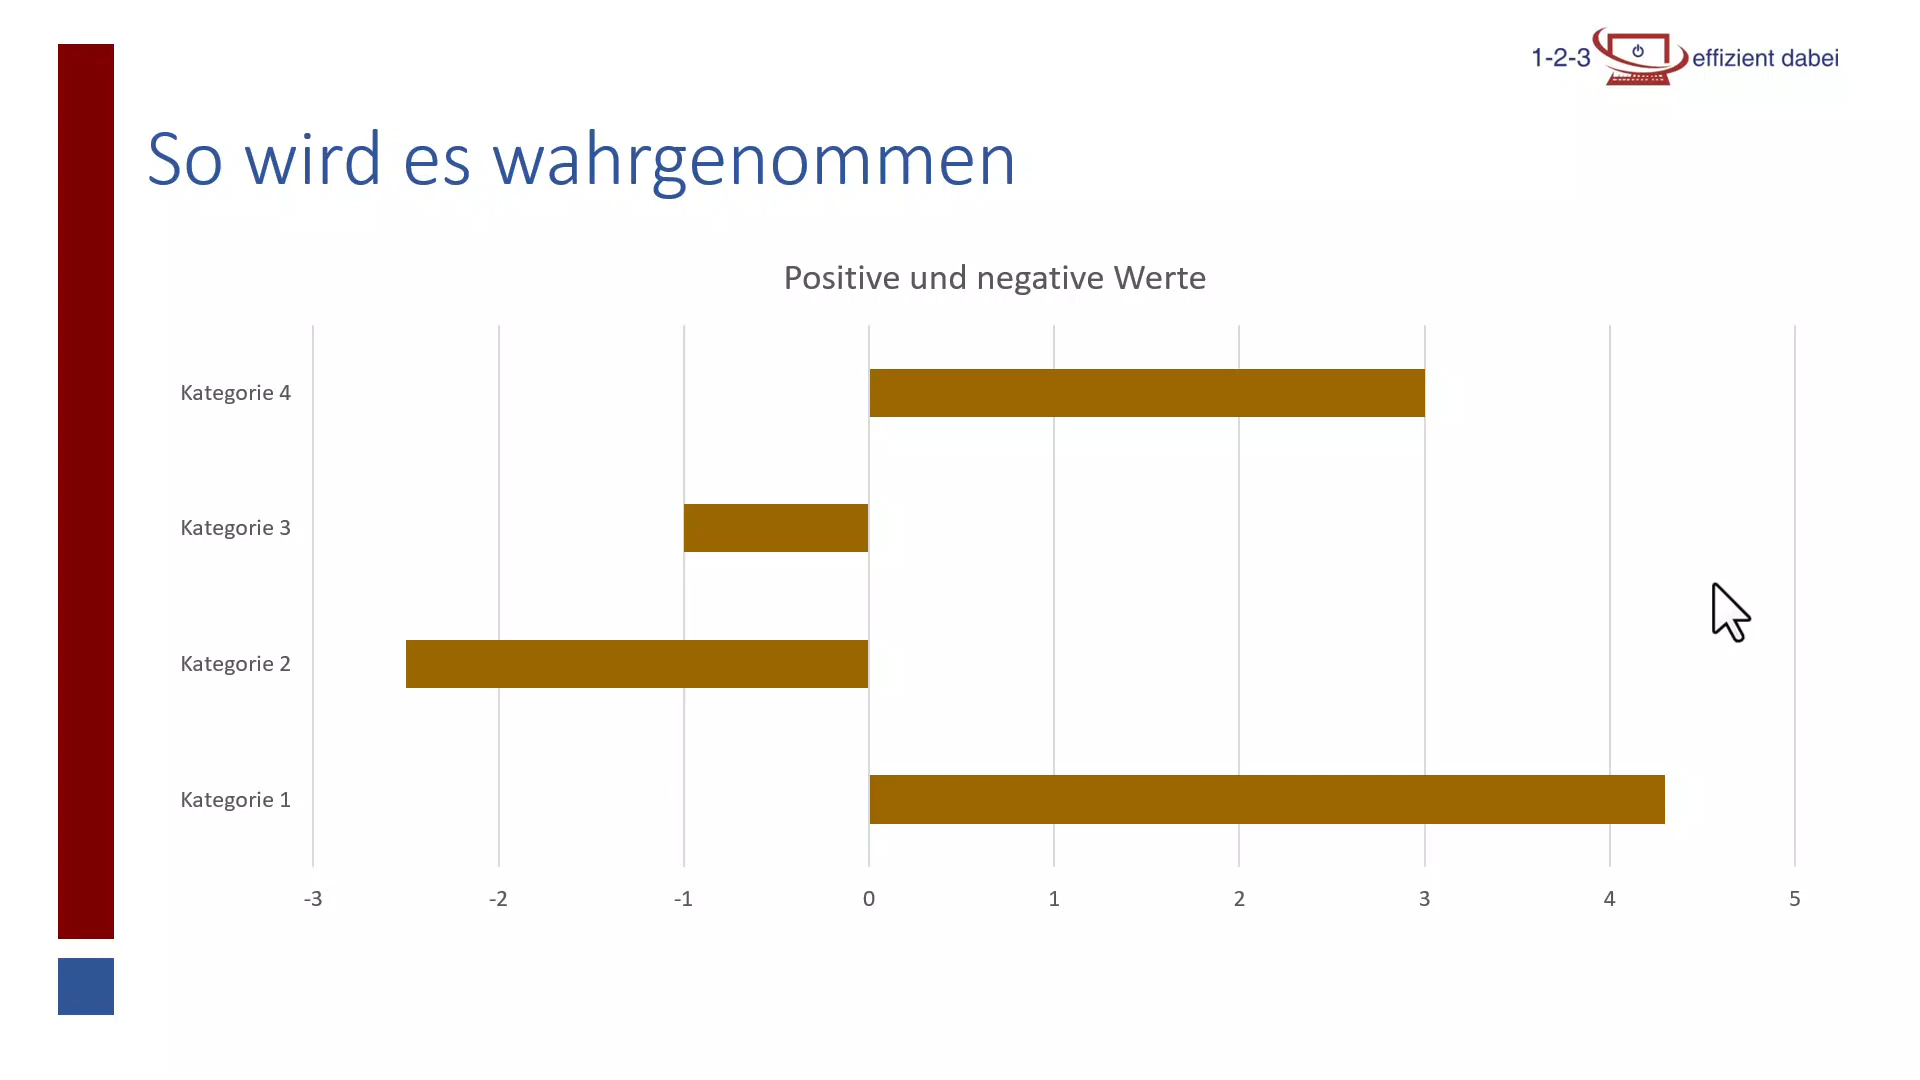 1-2-3 effizient dabei
So wird es wahrgenommen
Positive und negative Werte
Kategorie 4
Kategorie 3
Kategorie 2
Kategorie 1
-3 -2 -1 0 1 2 3 4 5